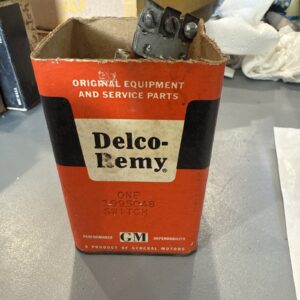 ORIGINAL EQUIPMENT
AND SERVICE PARTS
Delco-
Remy®
ONE
SWITCH
PERFORMANCE GM DEPENDABILITY
A PRODUCT OF GENERAL MOTORS